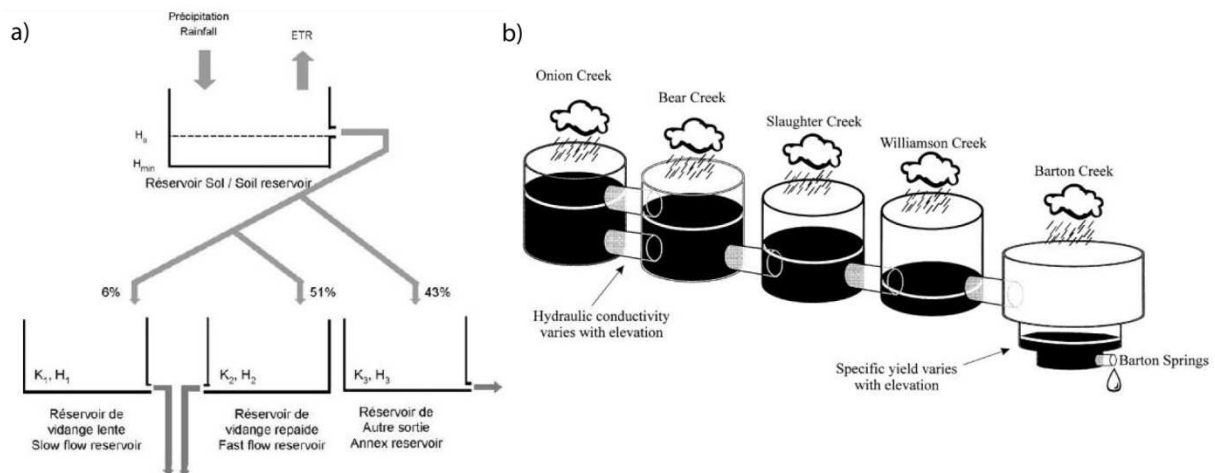 a)
Précipitation
Rainfall
ETR
Hs
Hmin
Réservoir Sol / Soil reservoir
6%
51%
43%
K1, H1
K2, H2
K3, H3
Réservoir de
vidange lente
Slow flow reservoir
Réservoir de
vidange repaide
Fast flow reservoir
Réservoir de
Autre sortie
Annex reservoir
b)
Onion Creek
Bear Creek
Slaughter Creek
Williamson Creek
Barton Creek
Hydraulic conductivity
varies with elevation
Specific yield varies
with elevation
Barton Springs